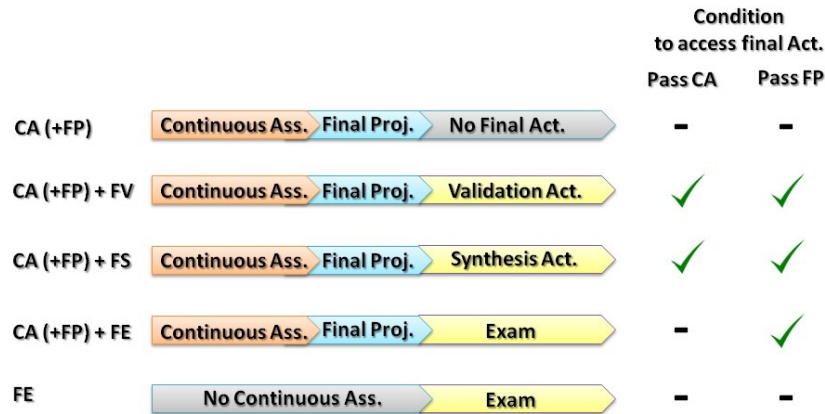 Condition
to access final Act.
Pass CA Pass FP
CA (+FP) Continuous Ass. Final Proj. No Final Act. - -
CA (+FP) + FV Continuous Ass. Final Proj. Validation Act. ✓ ✓
CA (+FP) + FS Continuous Ass. Final Proj. Synthesis Act. ✓ ✓
CA (+FP) + FE Continuous Ass. Final Proj. Exam - ✓
FE No Continuous Ass. Exam - -